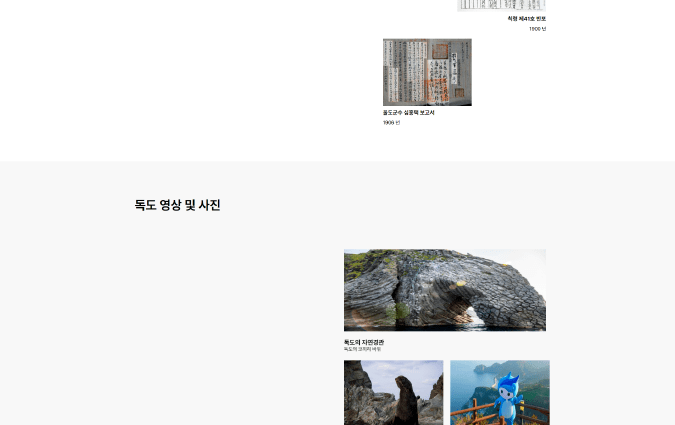 칙령 제41호 반포
1900 년
울도군수 심흥택 보고서
1906 년
독도 영상 및 사진
독도의 자연경관
독도의 코끼리 바위